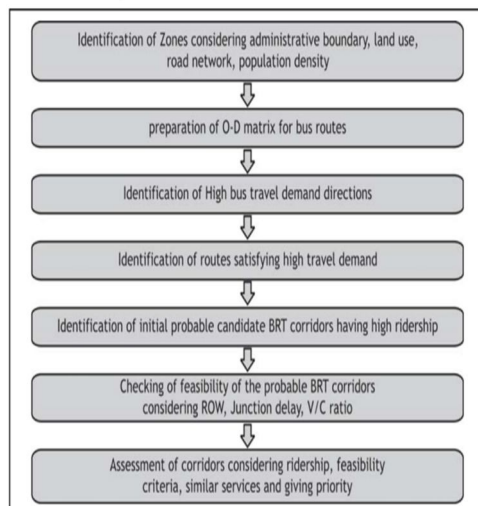 Identification of Zones considering administrative boundary, land use,
road network, population density
preparation of O-D matrix for bus routes
Identification of High bus travel demand directions
Identification of routes satisfying high travel demand
Identification of initial probable candidate BRT corridors having high ridership
Checking of feasibility of the probable BRT corridors
considering ROW, Junction delay, V/C ratio
Assessment of corridors considering ridership, feasibility
criteria, similar services and giving priority